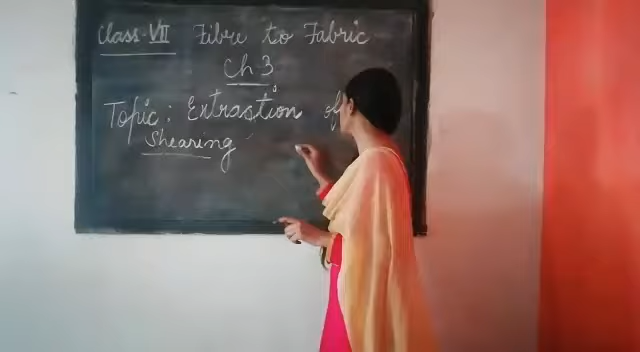 Class-VII Fibre to Fabric
Ch 3
Topic: Extraction of
Shearing